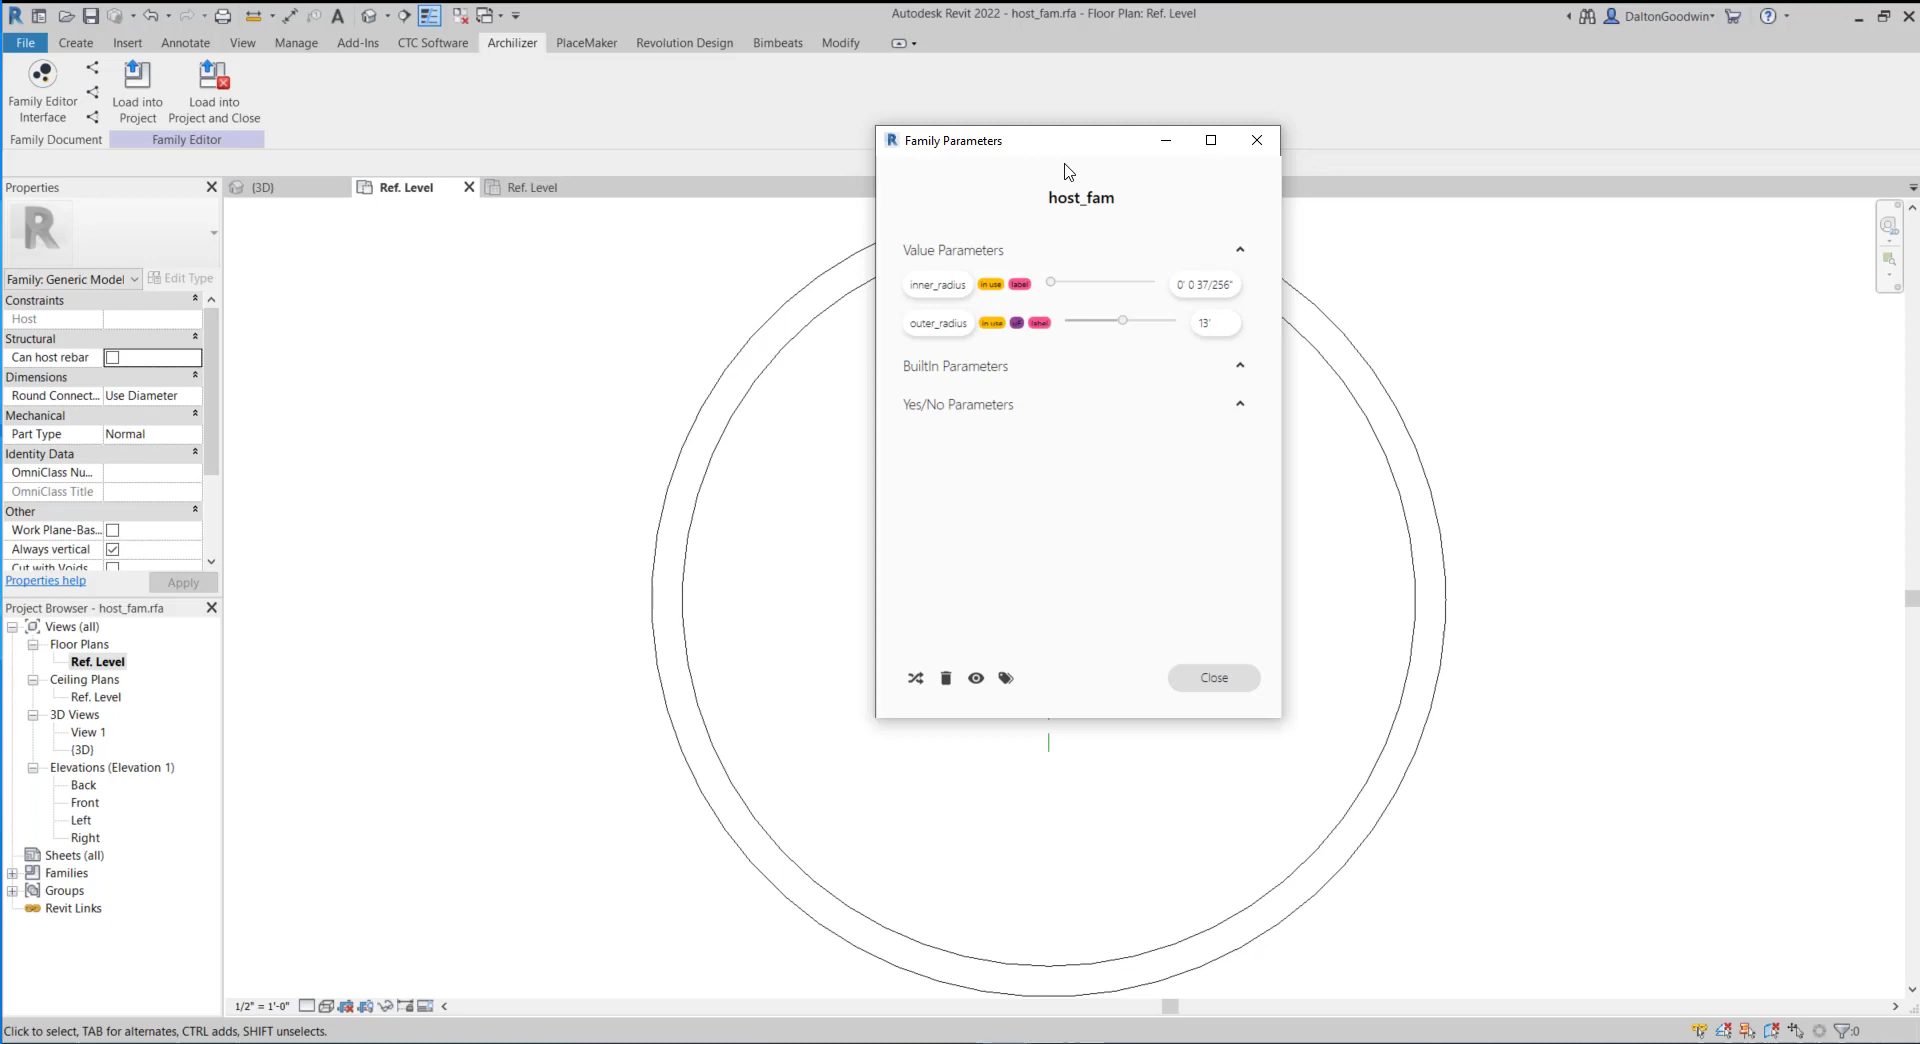 Autodesk Revit 2022 - host_fam.rfa - Floor Plan: Ref. Level
DaltonGoodwin
File Create Insert Annotate View Manage Add-Ins CTC Software Archilizer PlaceMaker Revolution Design Bimbeats Modify
Family Editor
Interface
Load into
Project
Load into
Project and Close
Family Document
Family Editor
Properties
{3D}
Ref. Level
Ref. Level
Family: Generic Model
Edit Type
Constraints
Host
Structural
Can host rebar
Dimensions
Round Connect... Use Diameter
Mechanical
Part Type Normal
Identity Data
OmniClass Nu...
OmniClass Title
Other
Work Plane-Bas...
Always vertical
Cut with Voids
Properties help
Apply
Project Browser - host_fam.rfa
Views (all)
Floor Plans
Ref. Level
Ceiling Plans
Ref. Level
3D Views
View 1
{3D}
Elevations (Elevation 1)
Back
Front
Left
Right
Sheets (all)
Families
Groups
Revit Links
Family Parameters
host_fam
Value Parameters
inner_radius in use label 0' 0 37/256"
outer_radius in use label 13'
BuiltIn Parameters
Yes/No Parameters
Close
1/2" = 1'-0"
Click to select, TAB for alternates, CTRL adds, SHIFT unselects.
:0